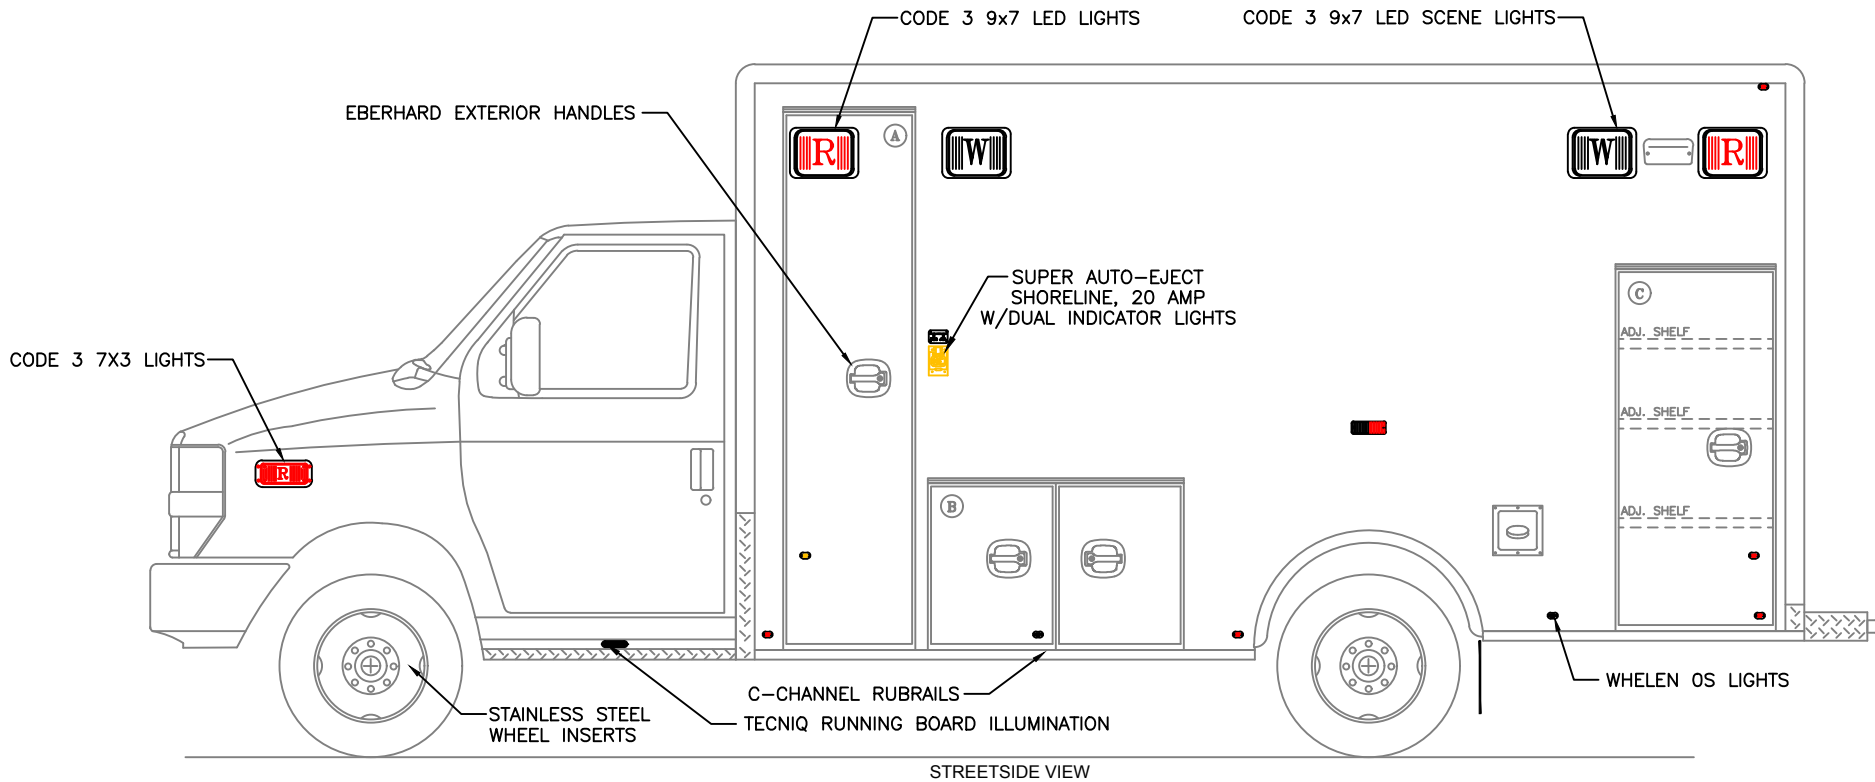 CODE 3 9x7 LED LIGHTS
CODE 3 9x7 LED SCENE LIGHTS
EBERHARD EXTERIOR HANDLES
A
R
W
W
R
SUPER AUTO-EJECT
SHORELINE, 20 AMP
W/DUAL INDICATOR LIGHTS
C
ADJ. SHELF
CODE 3 7X3 LIGHTS
ADJ. SHELF
R
B
ADJ. SHELF
WHELEN OS LIGHTS
C-CHANNEL RUBRAILS
STAINLESS STEEL
WHEEL INSERTS
TECNIQ RUNNING BOARD ILLUMINATION
STREETSIDE VIEW